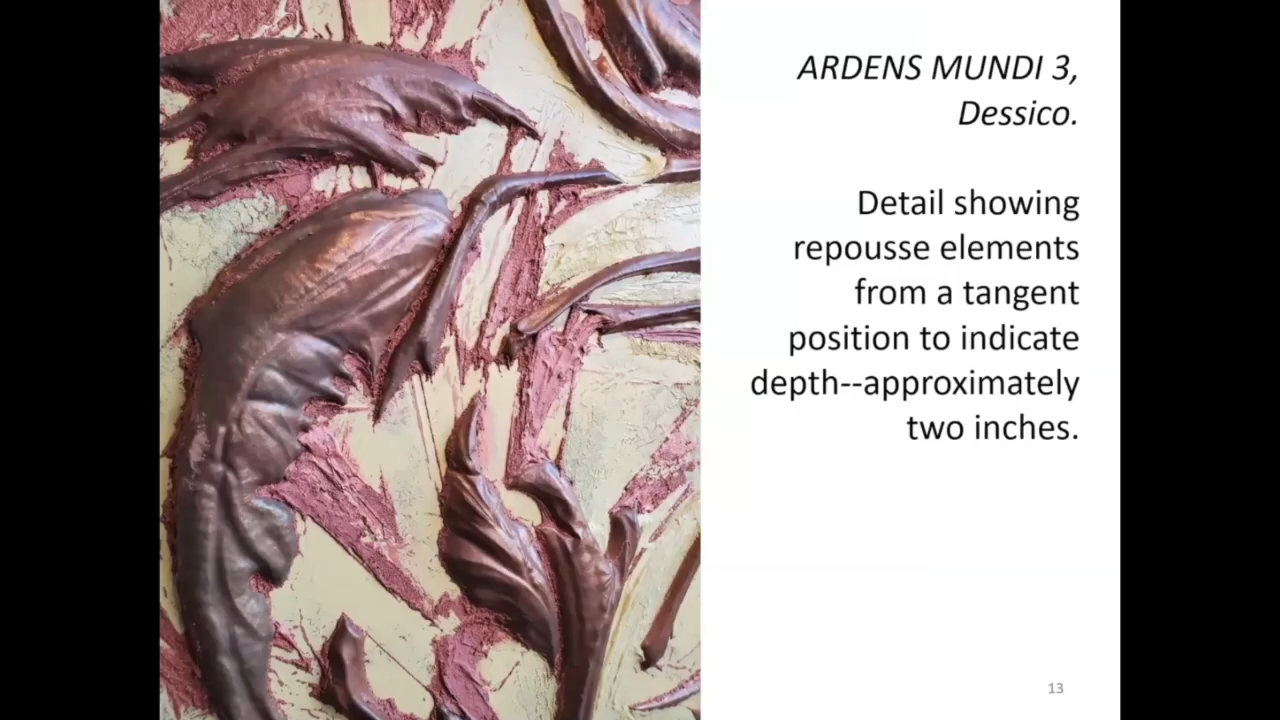 ARDENS MUNDI 3,
Dessico.
Detail showing
repousse elements
from a tangent
position to indicate
depth--approximately
two inches.
13